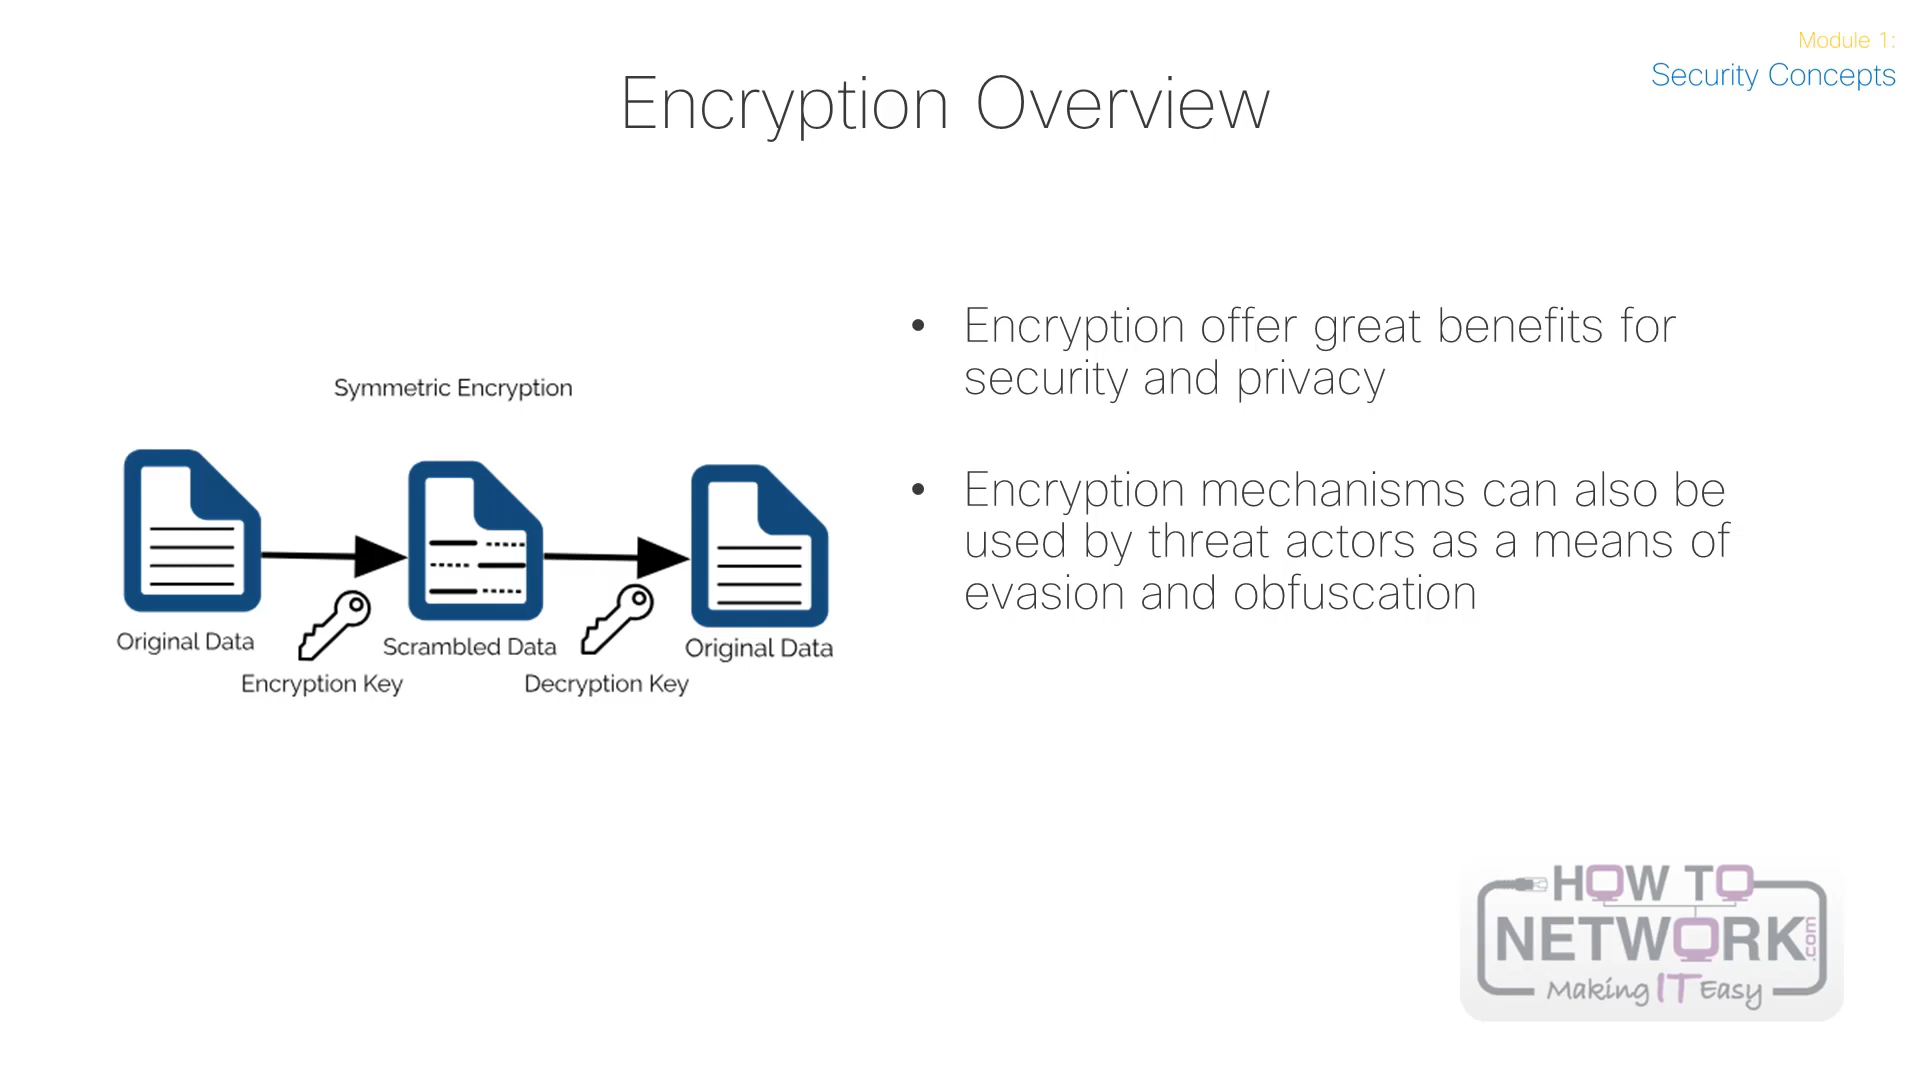 Module 1:
Security Concepts
Encryption Overview
Symmetric Encryption
Original Data
Encryption Key
Scrambled Data
Decryption Key
Original Data
• Encryption offer great benefits for
security and privacy
• Encryption mechanisms can also be
used by threat actors as a means of
evasion and obfuscation
HOW TO
NETWORK.com
Making IT Easy